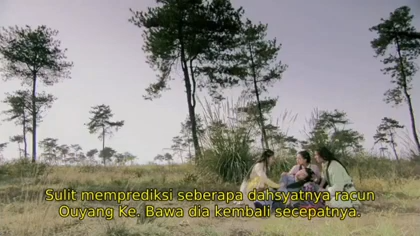 Sulit memprediksi seberapa dahsyatnya racun
Ouyang Ke. Bawa dia kembali secepatnya.